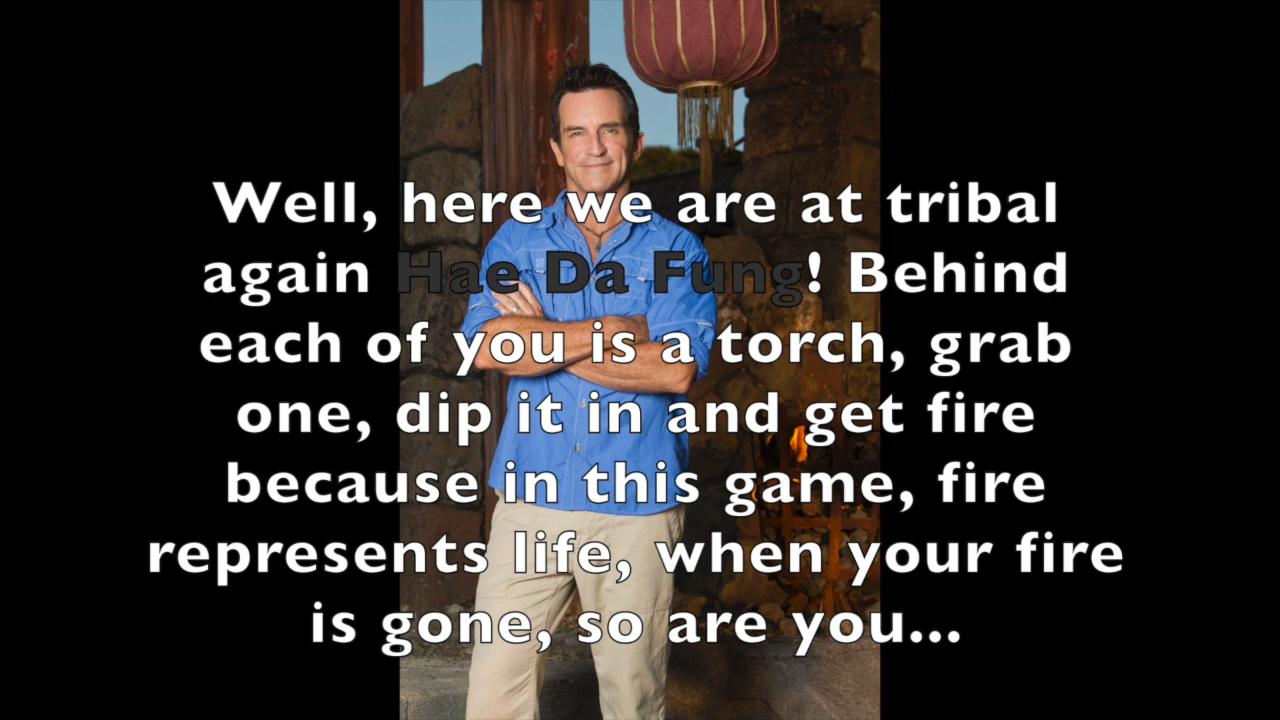 Well, here we are at tribal
again Hae Da Fung! Behind
each of you is a torch, grab
one, dip it in and get fire
because in this game, fire
represents life, when your fire
is gone, so are you...